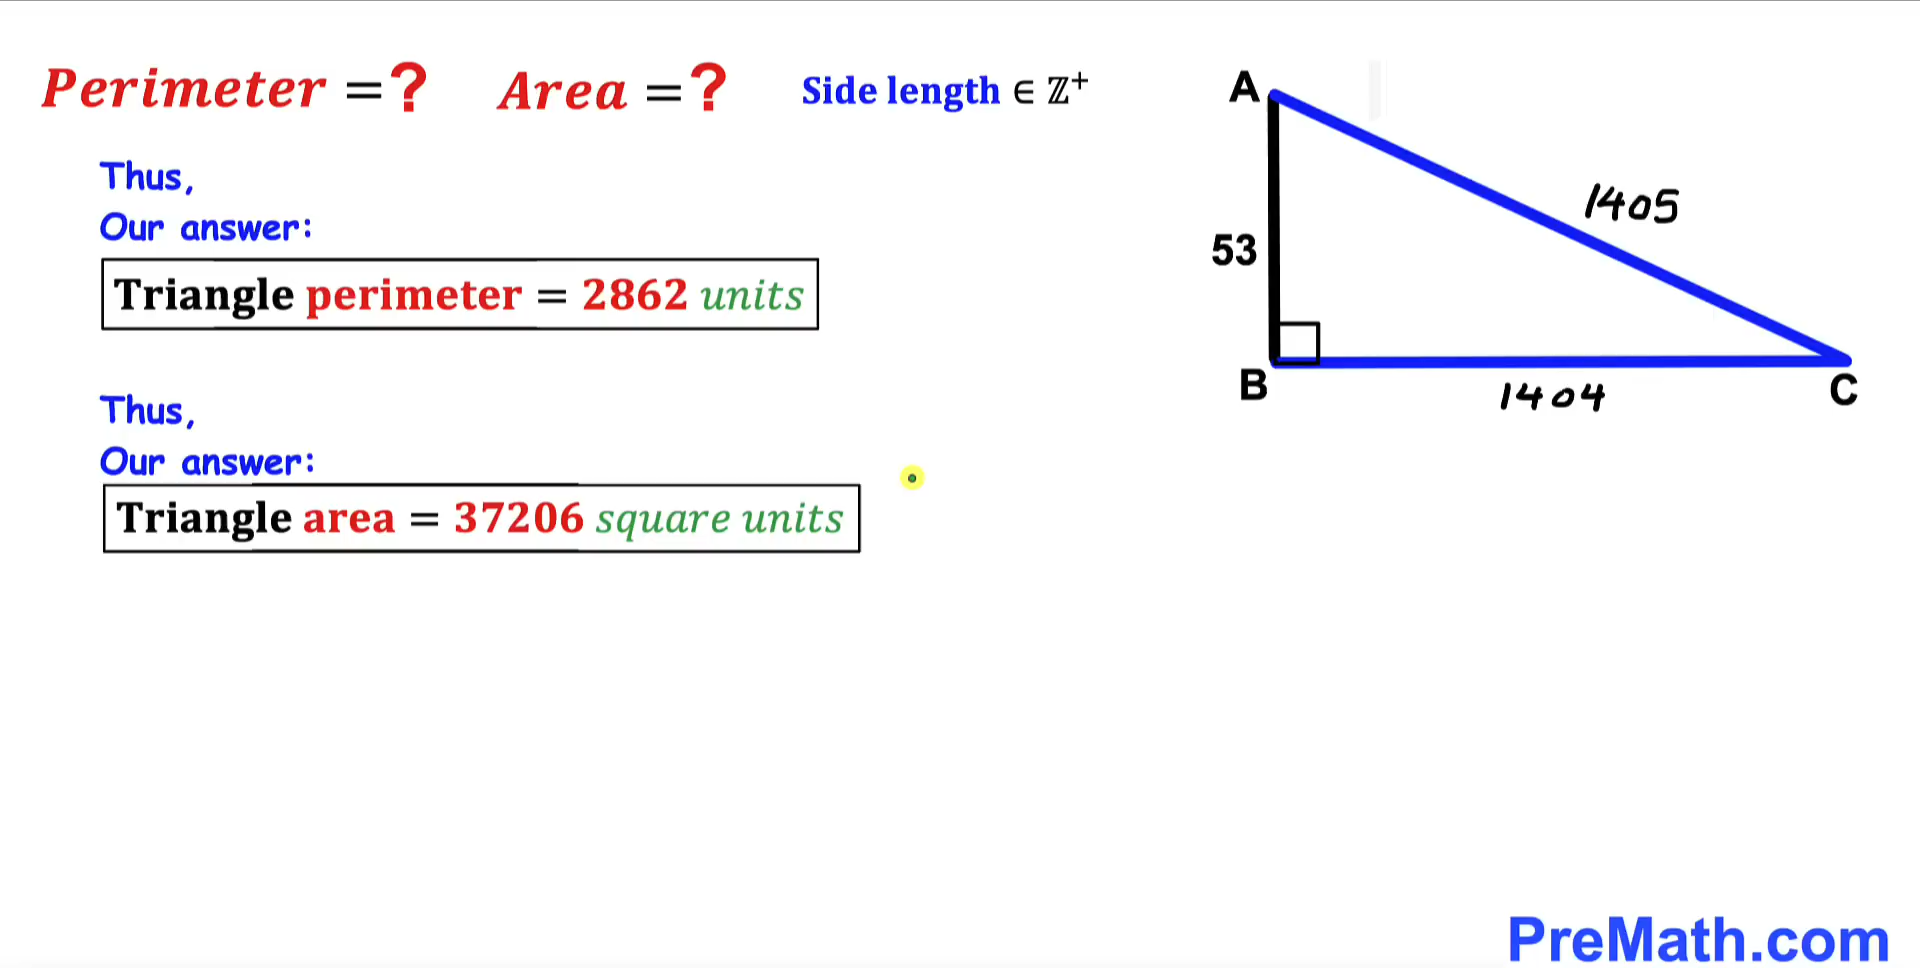 Perimeter =? Area =? Side length ∈ ℤ⁺
Thus,
Our answer:
Triangle perimeter = 2862 units
Thus,
Our answer:
Triangle area = 37206 square units
A
1405
53
B
1404
C
PreMath.com